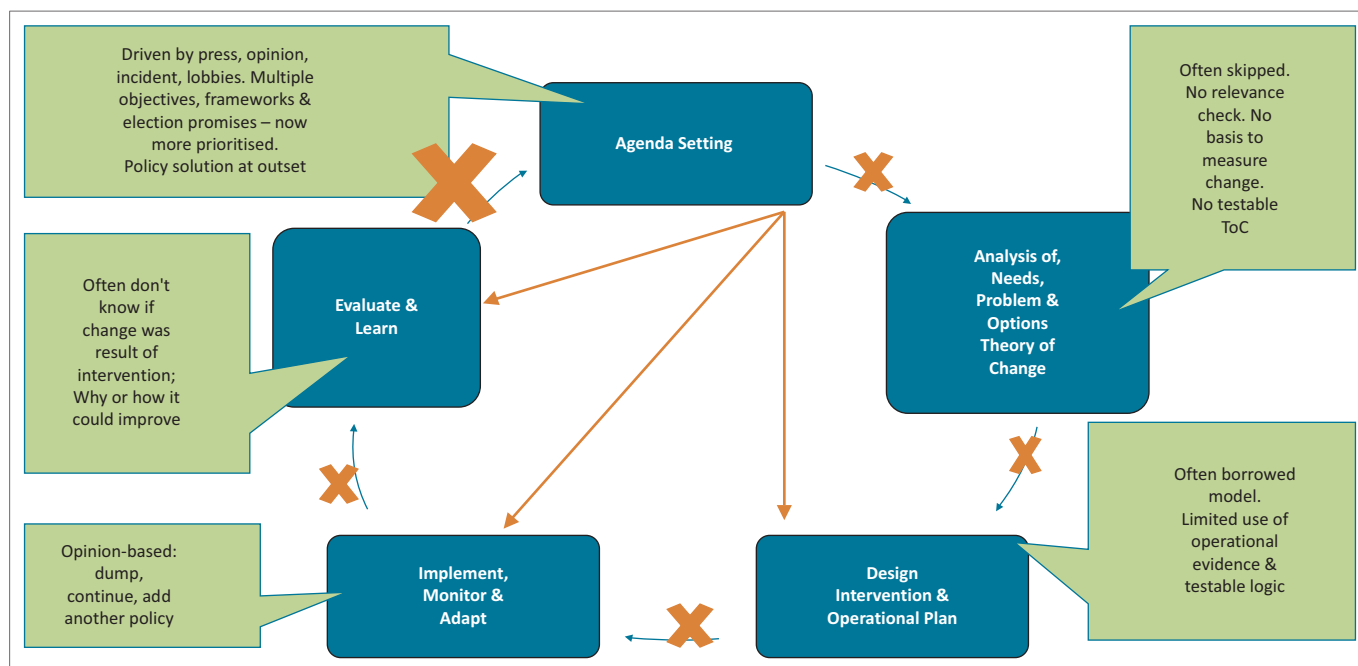 Driven by press, opinion,
incident, lobbies. Multiple
objectives, frameworks &
election promises – now
more prioritised.
Policy solution at outset
Agenda Setting
Often skipped.
No relevance
check. No
basis to
measure
change.
No testable
ToC
Analysis of,
Needs,
Problem &
Options
Theory of
Change
Often don't
know if
change was
result of
intervention;
Why or how it
could improve
Evaluate &
Learn
Often borrowed
model.
Limited use of
operational
evidence &
testable logic
Opinion-based:
dump,
continue, add
another policy
Implement,
Monitor &
Adapt
Design
Intervention &
Operational Plan